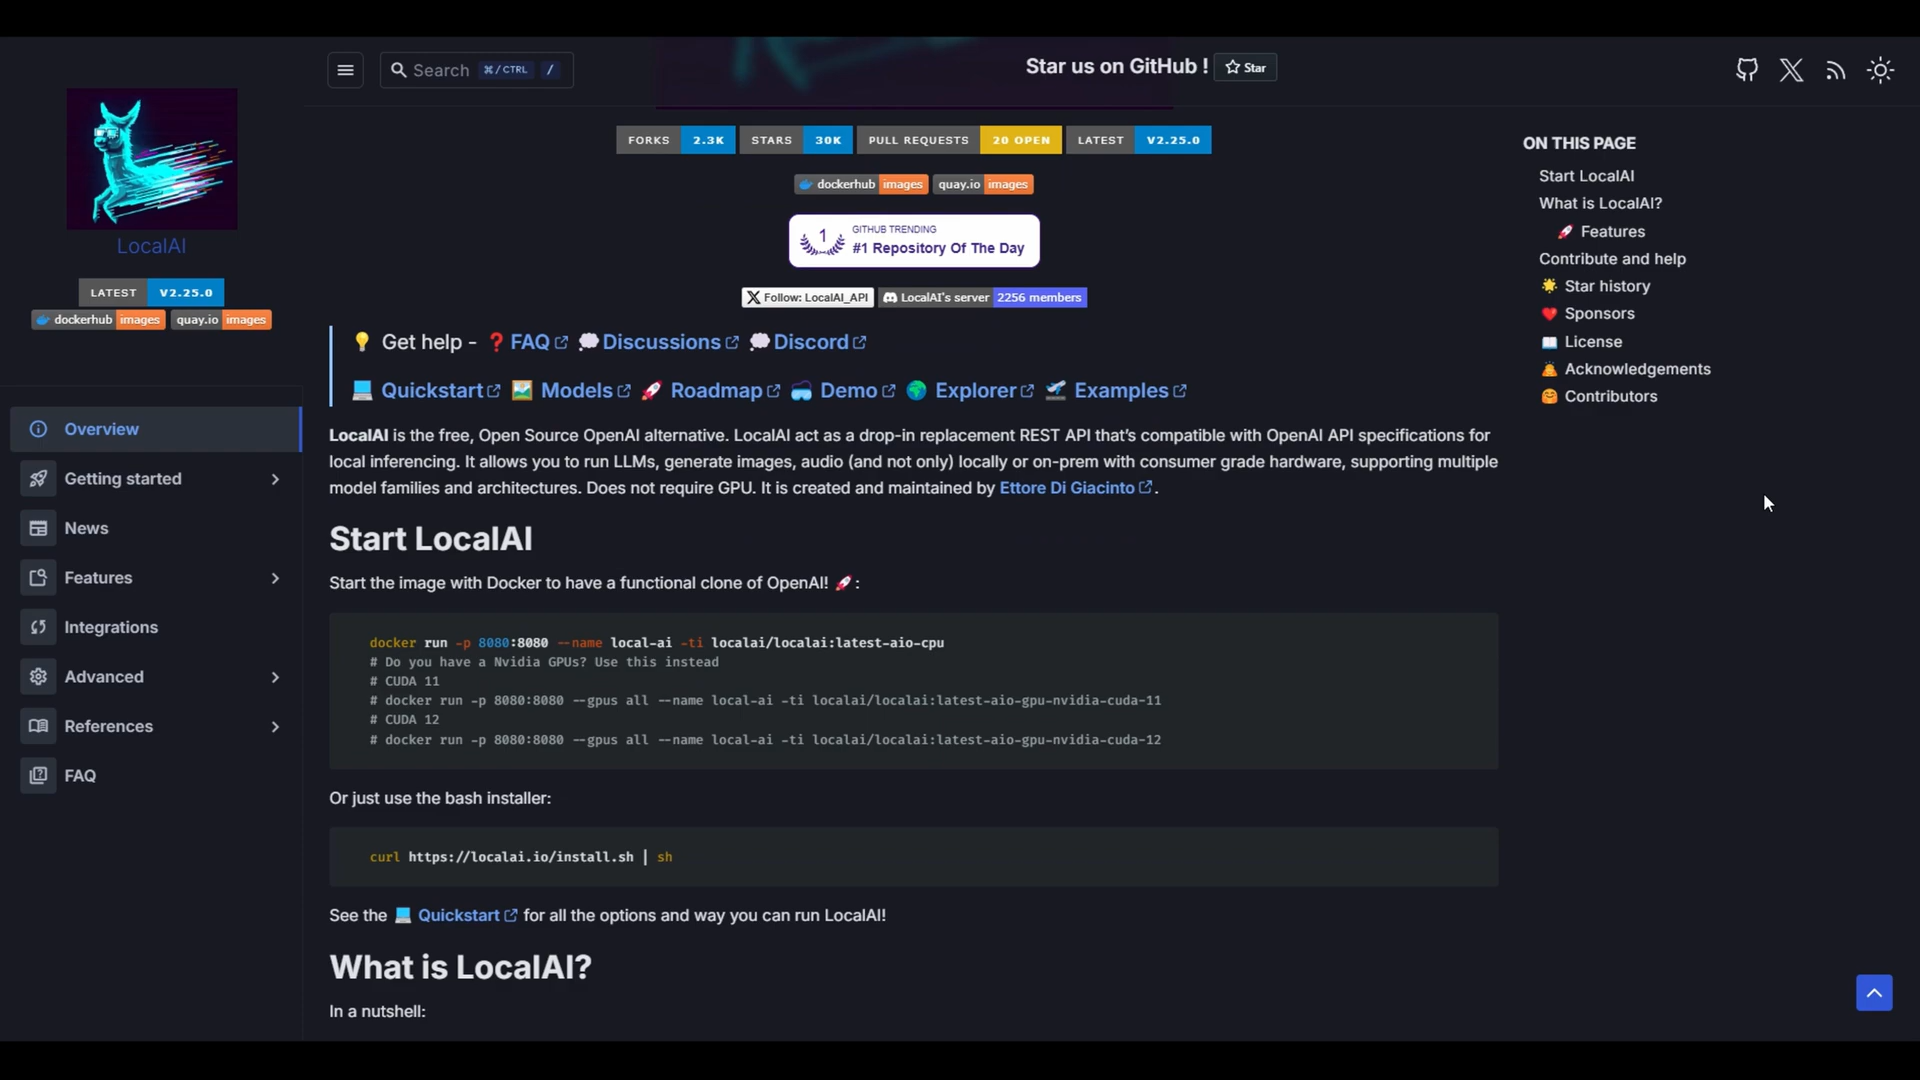 Search ⌘/CTRL /
Star us on GitHub ! Star
LocalAI
LATEST V2.25.0
dockerhub images quay.io images
Overview
Getting started
News
Features
Integrations
Advanced
References
FAQ
FORKS 2.3K STARS 30K PULL REQUESTS 20 OPEN LATEST V2.25.0
dockerhub images quay.io images
1 GITHUB TRENDING
#1 Repository Of The Day
Follow: LocalAI_API LocalAI's server 2256 members
💡 Get help - ❓ FAQ 💭 Discussions 💭 Discord
💻 Quickstart 🖼️ Models 🚀 Roadmap 🥽 Demo 🌍 Explorer 🛫 Examples
LocalAI is the free, Open Source OpenAI alternative. LocalAI act as a drop-in replacement REST API that’s compatible with OpenAI API specifications for
local inferencing. It allows you to run LLMs, generate images, audio (and not only) locally or on-prem with consumer grade hardware, supporting multiple
model families and architectures. Does not require GPU. It is created and maintained by Ettore Di Giacinto.
Start LocalAI
Start the image with Docker to have a functional clone of OpenAI! 🚀:
docker run -p 8080:8080 --name local-ai -ti localai/localai:latest-aio-cpu
# Do you have a Nvidia GPUs? Use this instead
# CUDA 11
# docker run -p 8080:8080 --gpus all --name local-ai -ti localai/localai:latest-aio-gpu-nvidia-cuda-11
# CUDA 12
# docker run -p 8080:8080 --gpus all --name local-ai -ti localai/localai:latest-aio-gpu-nvidia-cuda-12
Or just use the bash installer:
curl https://localai.io/install.sh | sh
See the 💻 Quickstart for all the options and way you can run LocalAI!
What is LocalAI?
In a nutshell:
ON THIS PAGE
Start LocalAI
What is LocalAI?
🚀 Features
Contribute and help
🌟 Star history
❤️ Sponsors
📖 License
🙇 Acknowledgements
🤗 Contributors